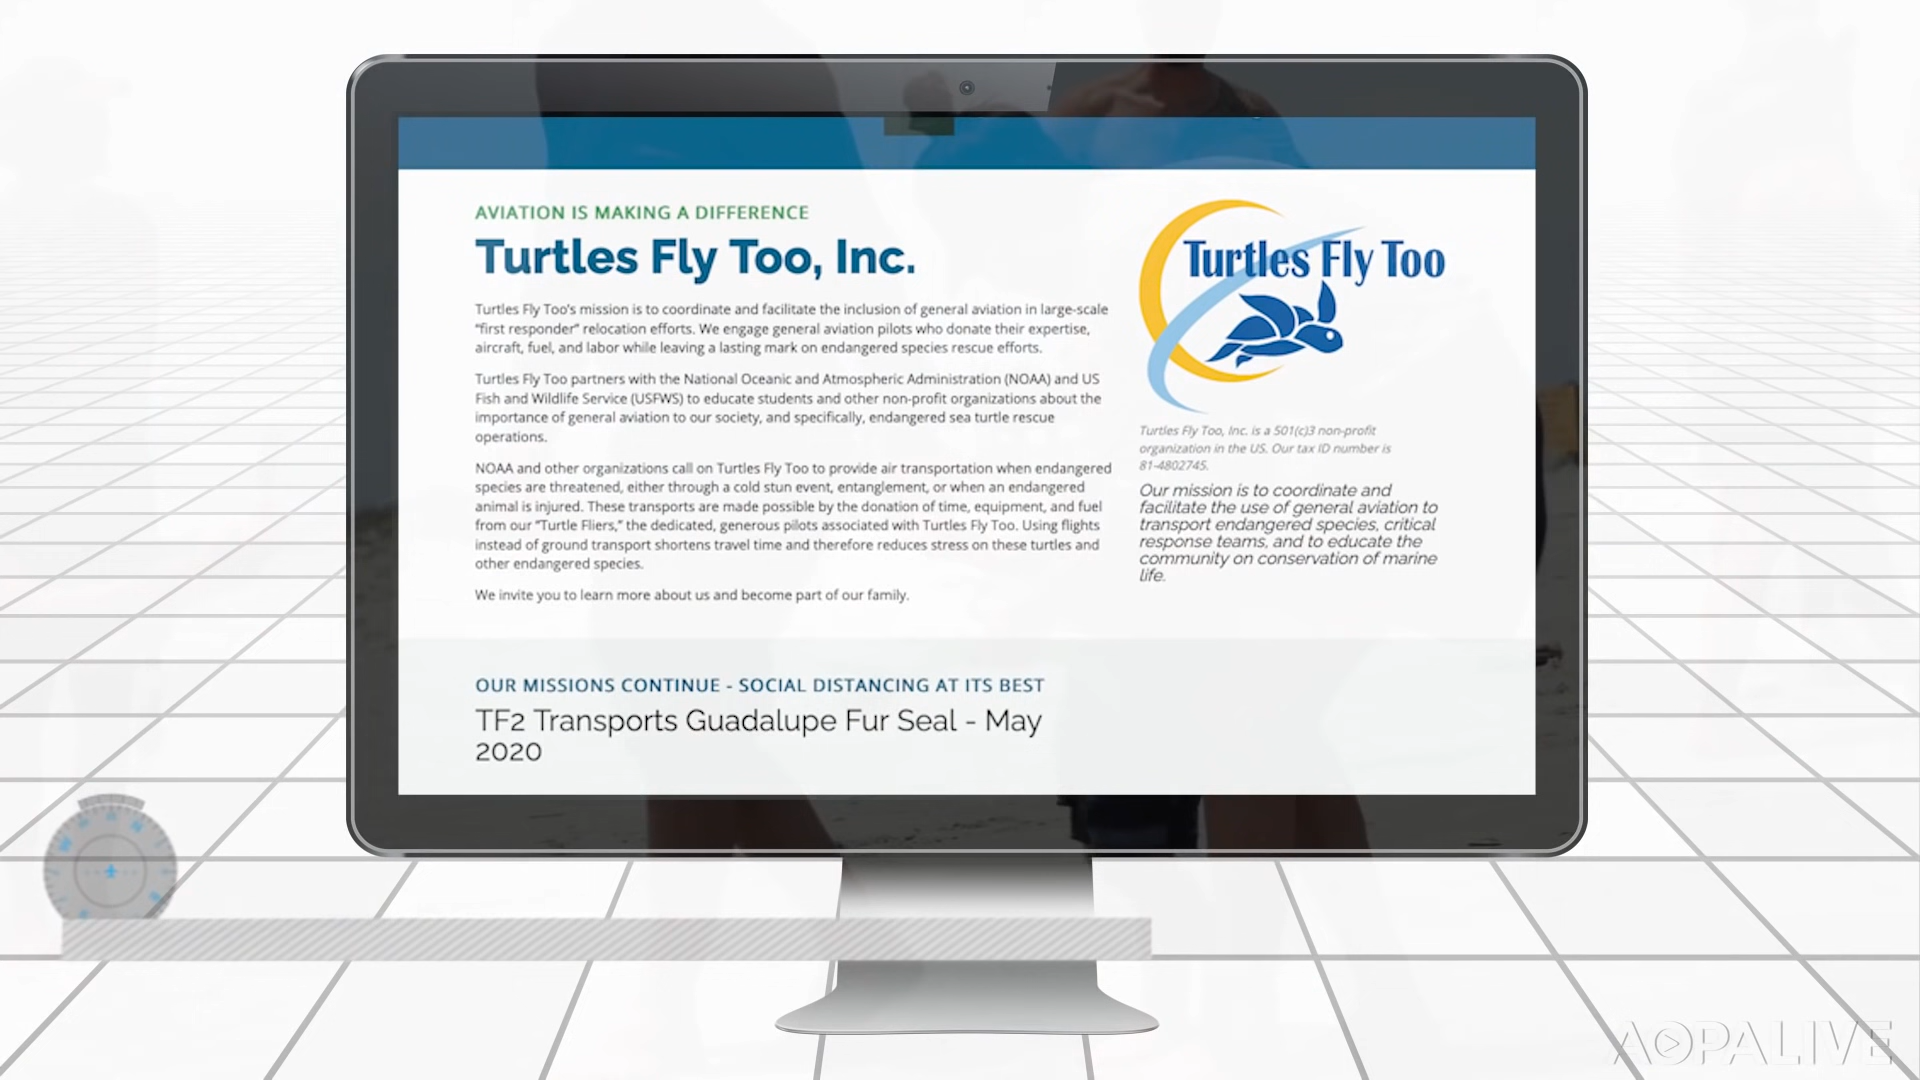 AVIATION IS MAKING A DIFFERENCE
Turtles Fly Too, Inc.
Turtles Fly Too's mission is to coordinate and facilitate the inclusion of general aviation in large-scale
"first responder" relocation efforts. We engage general aviation pilots who donate their expertise,
aircraft, fuel, and labor while leaving a lasting mark on endangered species rescue efforts.
Turtles Fly Too partners with the National Oceanic and Atmospheric Administration (NOAA) and US
Fish and Wildlife Service (USFWS) to educate students and other non-profit organizations about the
importance of general aviation to our society, and specifically, endangered sea turtle rescue
operations.
NOAA and other organizations call on Turtles Fly Too to provide air transportation when endangered
species are threatened, either through a cold stun event, entanglement, or when an endangered
animal is injured. These transports are made possible by the donation of time, equipment, and fuel
from our "Turtle Fliers," the dedicated, generous pilots associated with Turtles Fly Too. Using flights
instead of ground transport shortens travel time and therefore reduces stress on these turtles and
other endangered species.
We invite you to learn more about us and become part of our family.
Turtles Fly Too
Turtles Fly Too, Inc. is a 501(c)3 non-profit
organization in the US. Our tax ID number is
81-4802745.
Our mission is to coordinate and
facilitate the use of general aviation to
transport endangered species, critical
response teams, and to educate the
community on conservation of marine
life.
OUR MISSIONS CONTINUE - SOCIAL DISTANCING AT ITS BEST
TF2 Transports Guadalupe Fur Seal - May
2020
AOPALIVE